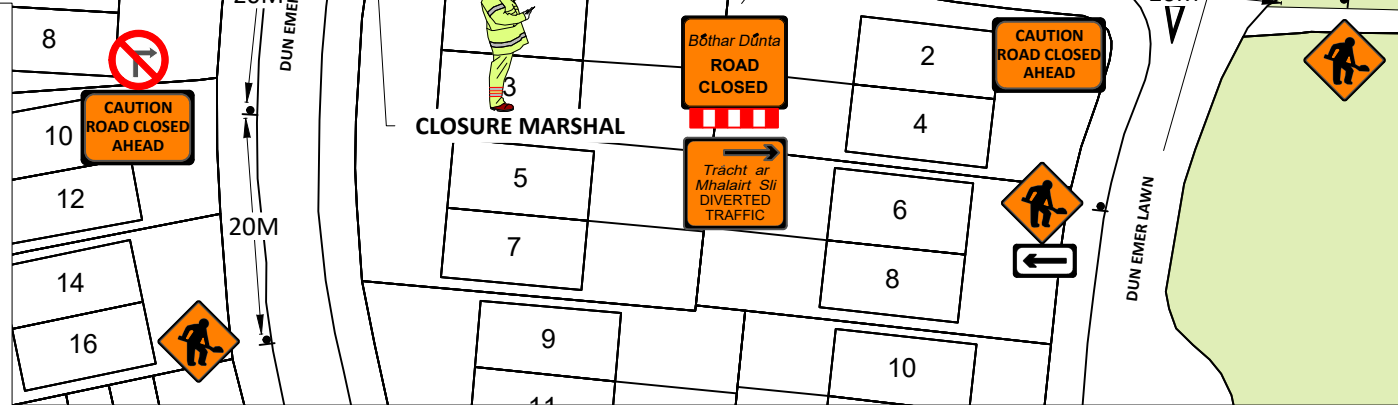 8
10
CAUTION
ROAD CLOSED
AHEAD
12
14
16
20M
DUN EMER
3
CLOSURE MARSHAL
5
7
9
11
Bóthar Dúnta
ROAD
CLOSED
Trácht ar
Mhalairt Slí
DIVERTED
TRAFFIC
2
4
6
8
10
CAUTION
ROAD CLOSED
AHEAD
DUN EMER LAWN